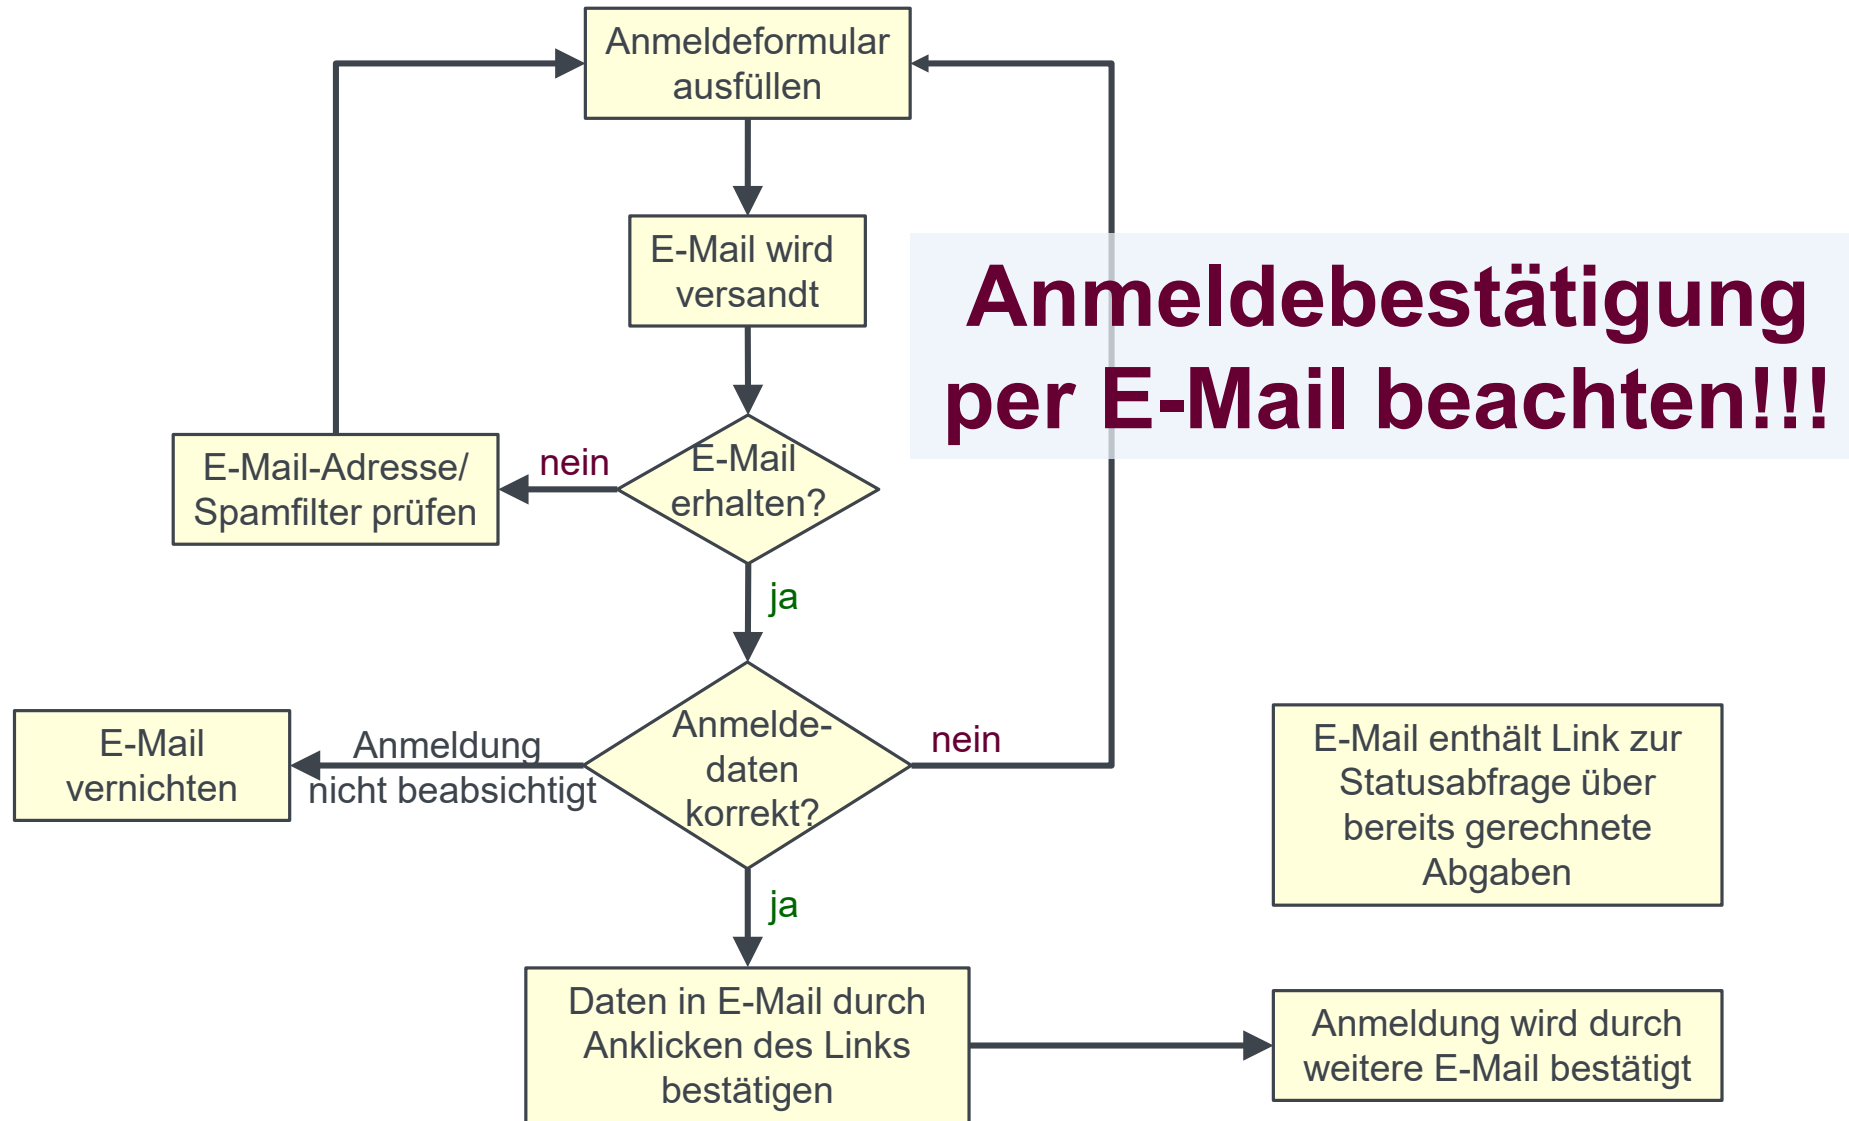 Anmeldeformular
ausfüllen
E-Mail wird
versandt
Anmeldebestätigung
per E-Mail beachten!!!
E-Mail
erhalten?
nein
E-Mail-Adresse/
Spamfilter prüfen
ja
Anmelde-
daten
korrekt?
nein
Anmeldung
nicht beabsichtigt
E-Mail
vernichten
E-Mail enthält Link zur
Statusabfrage über
bereits gerechnete
Abgaben
ja
Daten in E-Mail durch
Anklicken des Links
bestätigen
Anmeldung wird durch
weitere E-Mail bestätigt